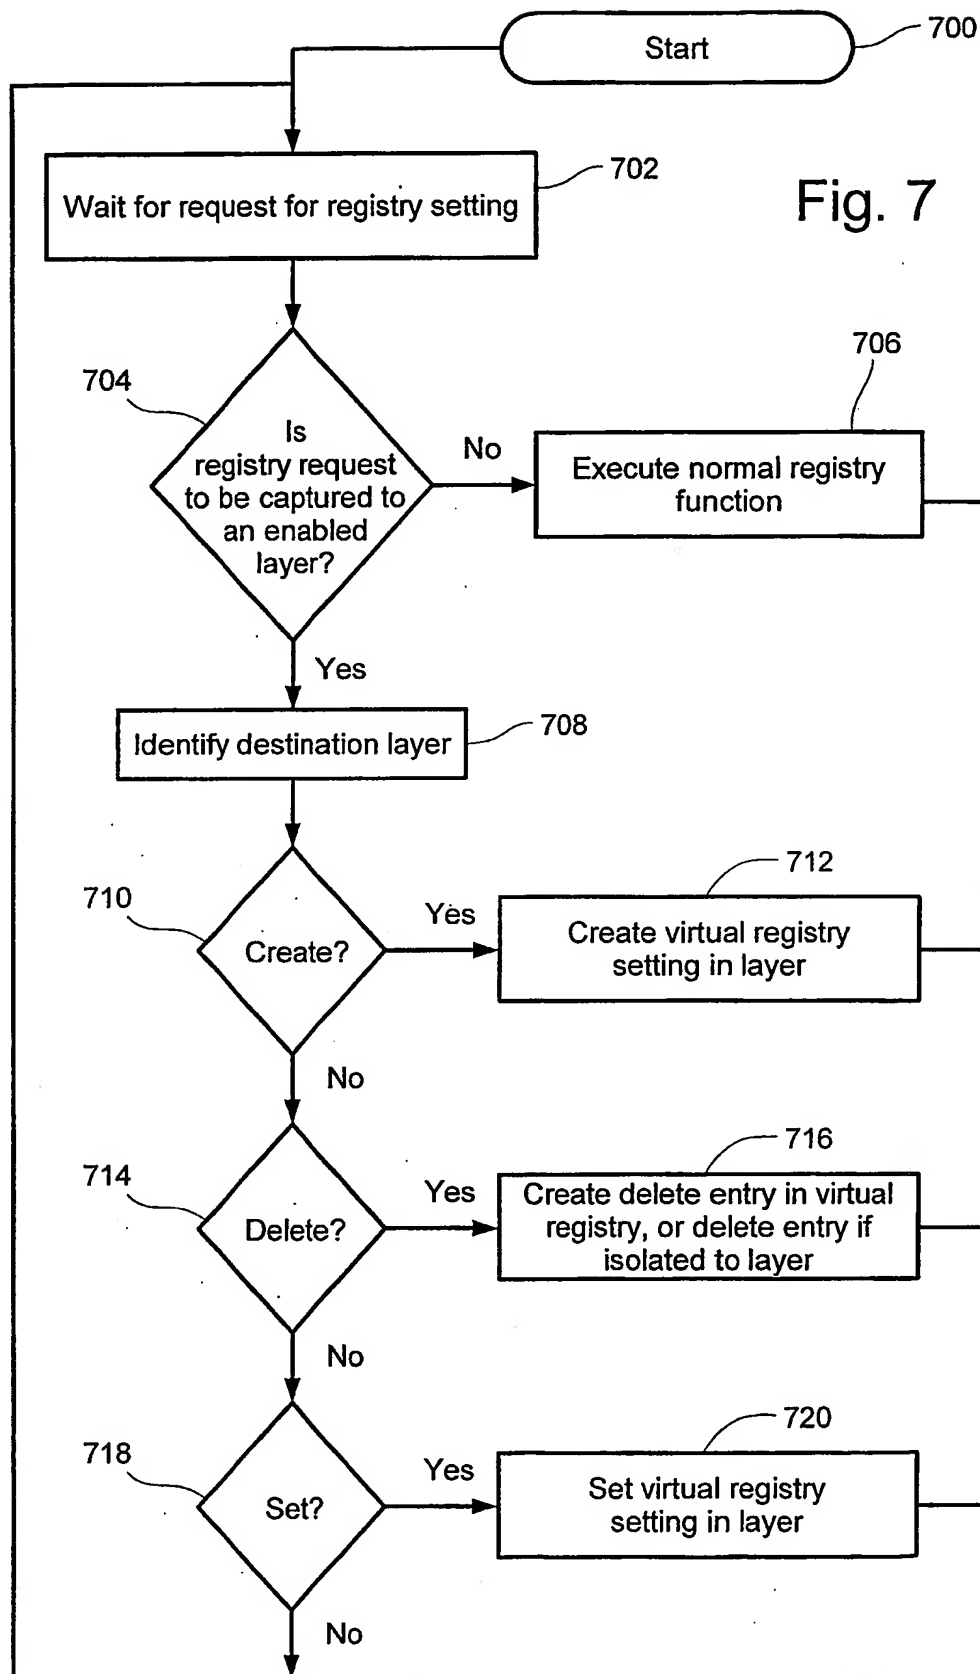 Start
700
Wait for request for registry setting
702
Fig. 7
704
Is
registry request
to be captured to
an enabled
layer?
No
706
Execute normal registry
function
Yes
Identify destination layer
708
710
Create?
Yes
712
Create virtual registry
setting in layer
No
714
Delete?
Yes
716
Create delete entry in virtual
registry, or delete entry if
isolated to layer
No
718
Set?
Yes
720
Set virtual registry
setting in layer
No